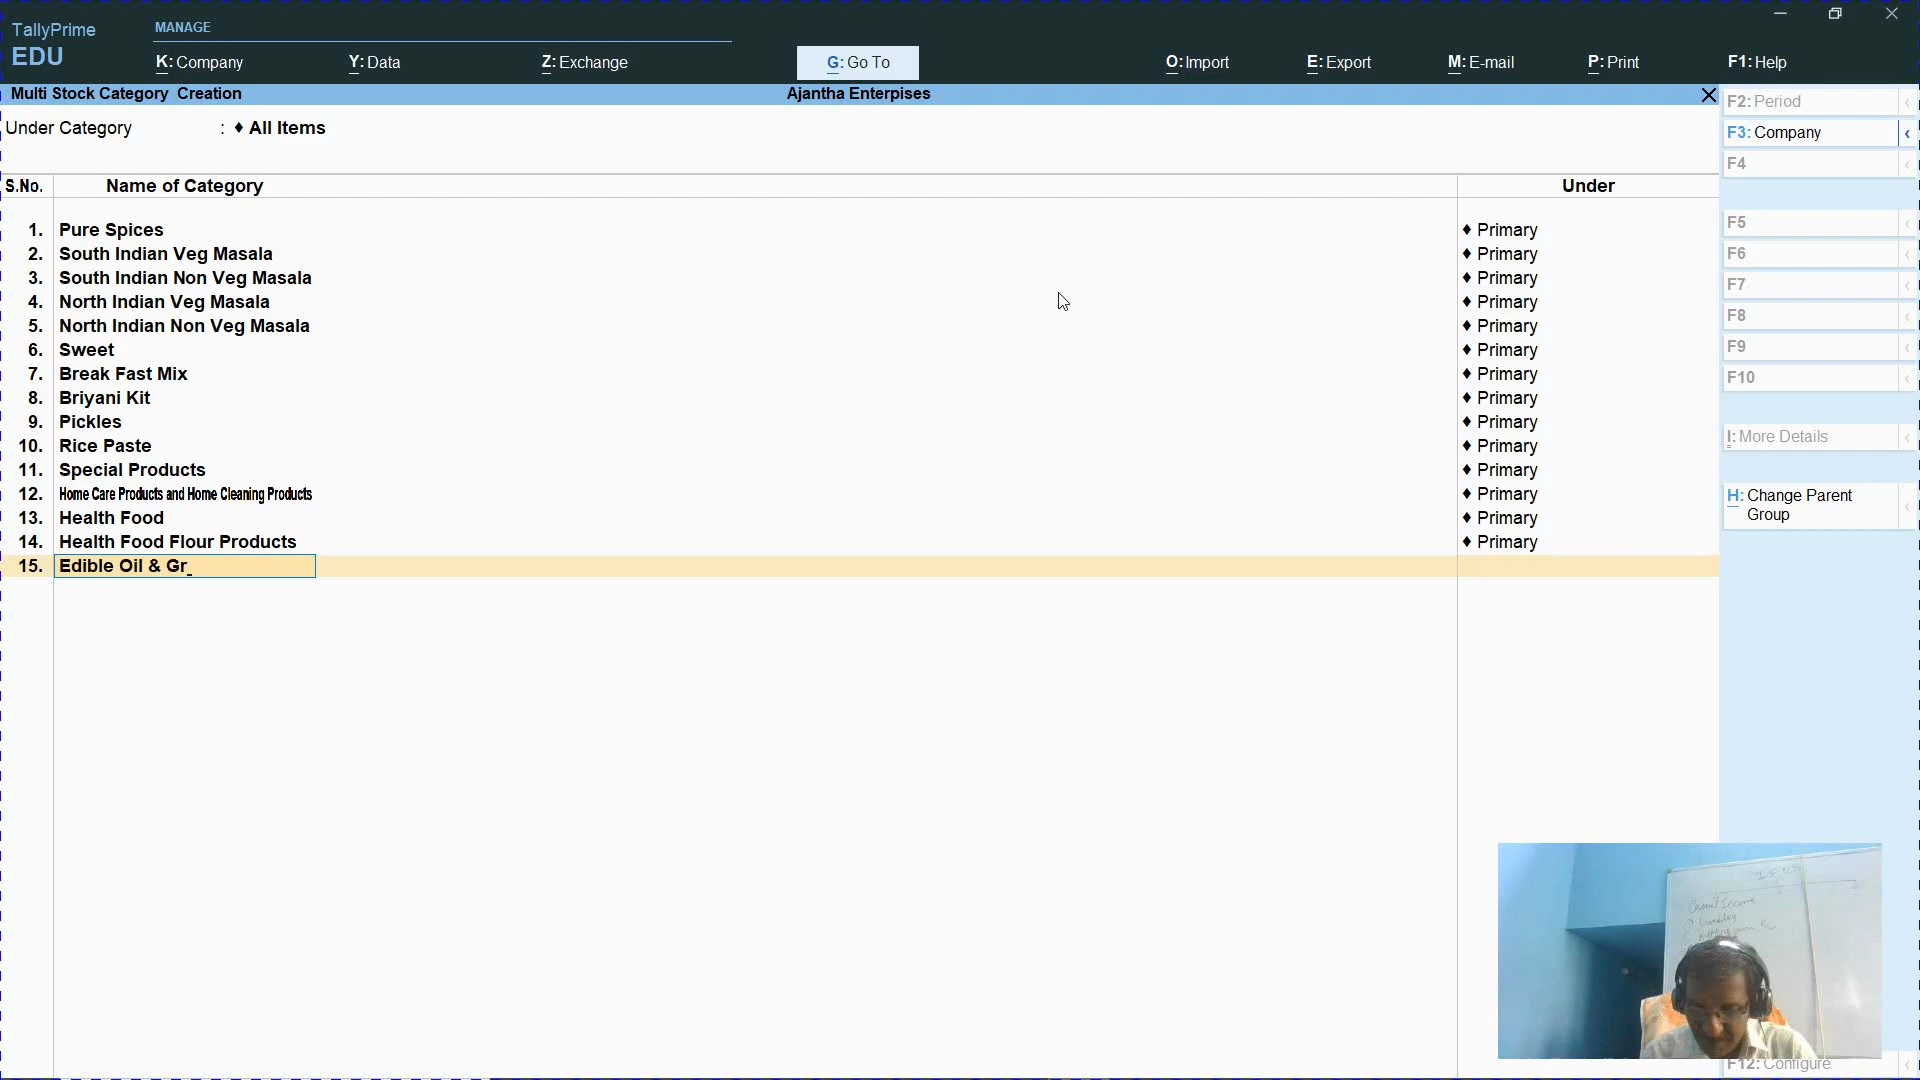 TallyPrime
EDU
MANAGE
K: Company
Y: Data
Z: Exchange
G: Go To
O: Import
E: Export
M: E-mail
P: Print
F1: Help
Multi Stock Category Creation
Ajantha Enterpises
Under Category : ♦ All Items
S.No. Name of Category Under
1. Pure Spices ♦ Primary
2. South Indian Veg Masala ♦ Primary
3. South Indian Non Veg Masala ♦ Primary
4. North Indian Veg Masala ♦ Primary
5. North Indian Non Veg Masala ♦ Primary
6. Sweet ♦ Primary
7. Break Fast Mix ♦ Primary
8. Briyani Kit ♦ Primary
9. Pickles ♦ Primary
10. Rice Paste ♦ Primary
11. Special Products ♦ Primary
12. Home Care Products and Home Cleaning Products ♦ Primary
13. Health Food ♦ Primary
14. Health Food Flour Products ♦ Primary
15. Edible Oil & Gr_
F2: Period
F3: Company
F4
F5
F6
F7
F8
F9
F10
I: More Details
H: Change Parent
Group
F12: Configure
Casual Income